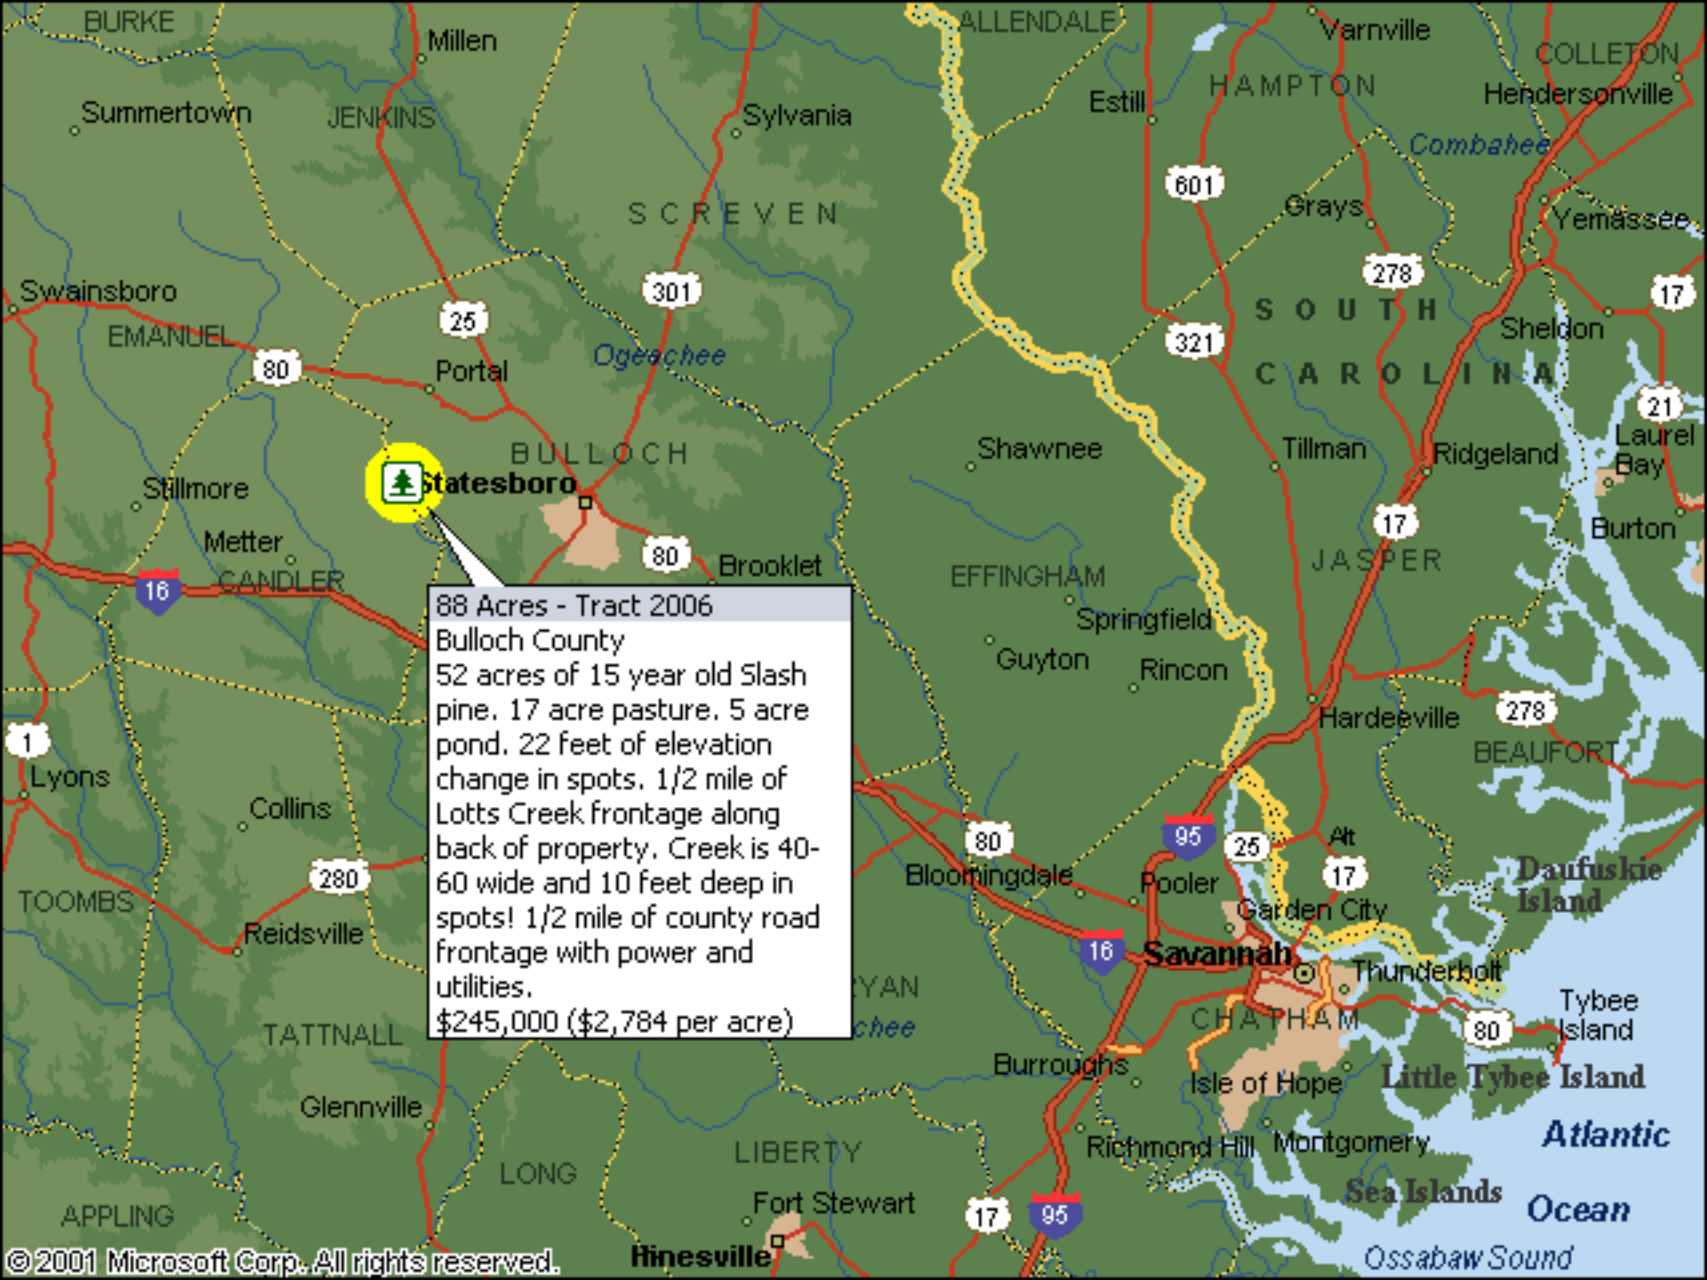 BURKE
Millen
ALLENDALE
Varnville
COLLETON
Summertown
JENKINS
Sylvania
Estill
HAMPTON
Hendersonville
Combahee
601
SCREVEN
Grays
Yemassee
Swainsboro
301
278
17
EMANUEL
25
SOUTH
Sheldon
80
Portal
Ogeechee
321
CAROLINA
21
Laurel
Bay
BULLOCH
Shawnee
Tillman
Ridgeland
Stillmore
Statesboro
17
Burton
Metter
80
Brooklet
JASPER
16
CANDLER
EFFINGHAM
88 Acres - Tract 2006
Bulloch County
52 acres of 15 year old Slash
pine. 17 acre pasture. 5 acre
pond. 22 feet of elevation
change in spots. 1/2 mile of
Lotts Creek frontage along
back of property. Creek is 40-
60 wide and 10 feet deep in
spots! 1/2 mile of county road
frontage with power and
utilities.
$245,000 ($2,784 per acre)
Springfield
Guyton
Rincon
Hardeeville
278
1
BEAUFORT
Lyons
Collins
80
95
25
Alt
17
280
Bloomingdale
Pooler
Daufuskie
Island
TOOMBS
Garden City
Reidsville
16
Savannah
Thunderbolt
RYAN
Tybee
Island
TATTNALL
chee
CHATHAM
80
Burroughs
Isle of Hope
Little Tybee Island
Glennville
Atlantic
Ocean
LIBERTY
Richmond Hill
Montgomery
LONG
Sea Islands
APPLING
Fort Stewart
17
95
Hinesville
Ossabaw Sound
© 2001 Microsoft Corp. All rights reserved.